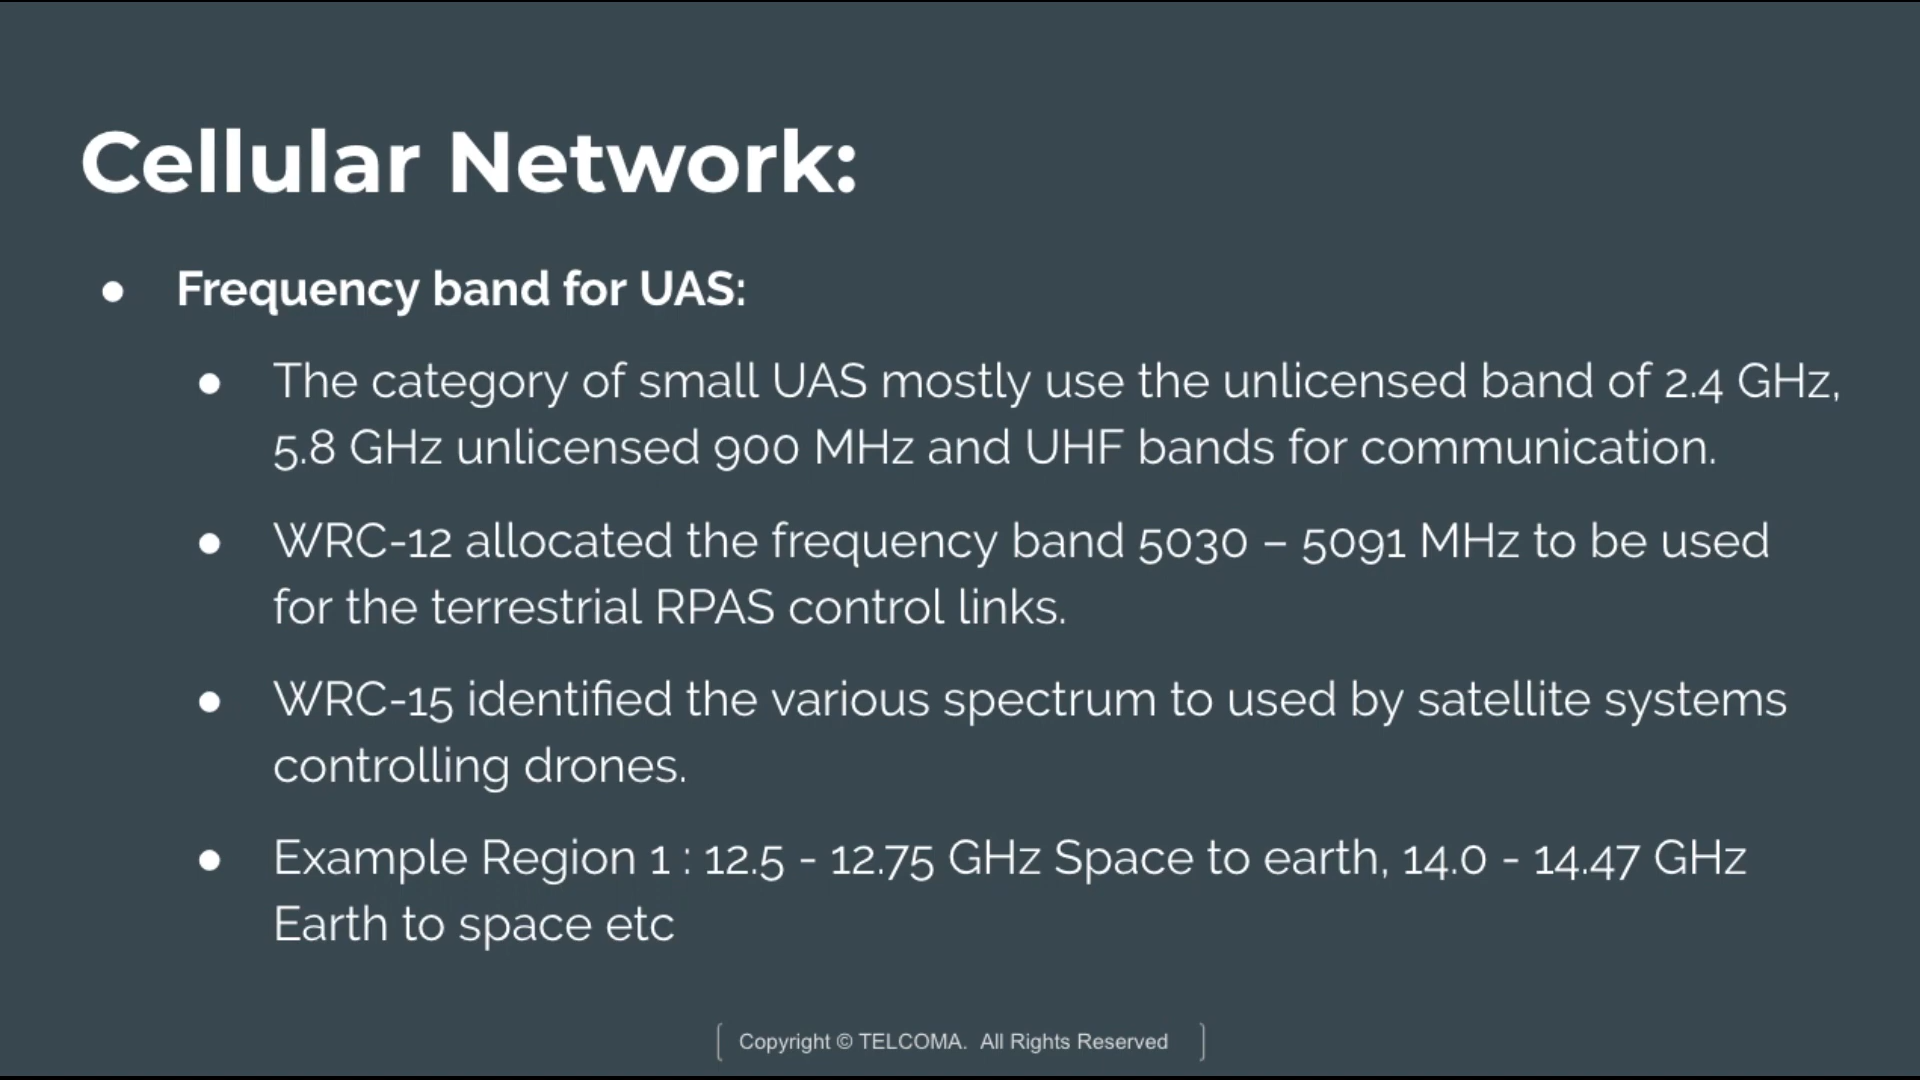 Cellular Network:
Frequency band for UAS:
The category of small UAS mostly use the unlicensed band of 2.4 GHz,
5.8 GHz unlicensed 900 MHz and UHF bands for communication.
WRC-12 allocated the frequency band 5030 – 5091 MHz to be used
for the terrestrial RPAS control links.
WRC-15 identified the various spectrum to used by satellite systems
controlling drones.
Example Region 1 : 12.5 - 12.75 GHz Space to earth, 14.0 - 14.47 GHz
Earth to space etc
Copyright © TELCOMA. All Rights Reserved